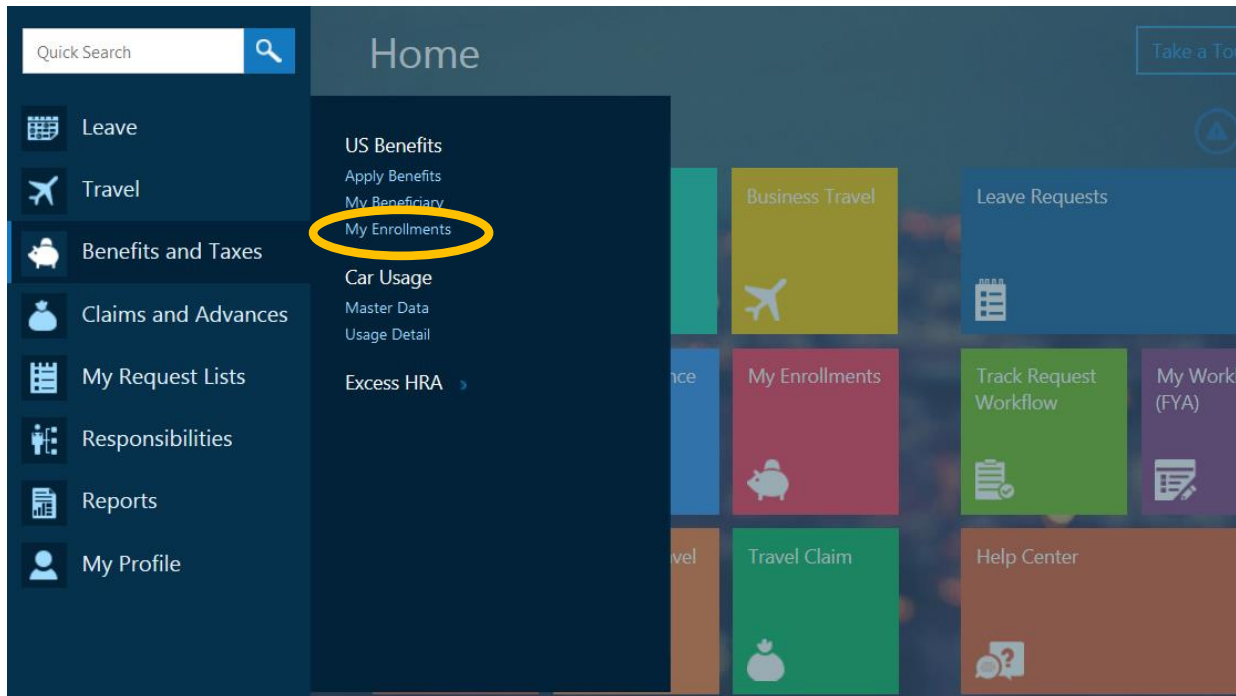 Quick Search
Leave
Travel
Benefits and Taxes
Claims and Advances
My Request Lists
Responsibilities
Reports
My Profile
Home
US Benefits
Apply Benefits
My Beneficiary
My Enrollments
Car Usage
Master Data
Usage Detail
Excess HRA
Take a To
Business Travel
Leave Requests
nce
My Enrollments
Track Request
Workflow
My Work
(FYA)
vel
Travel Claim
Help Center